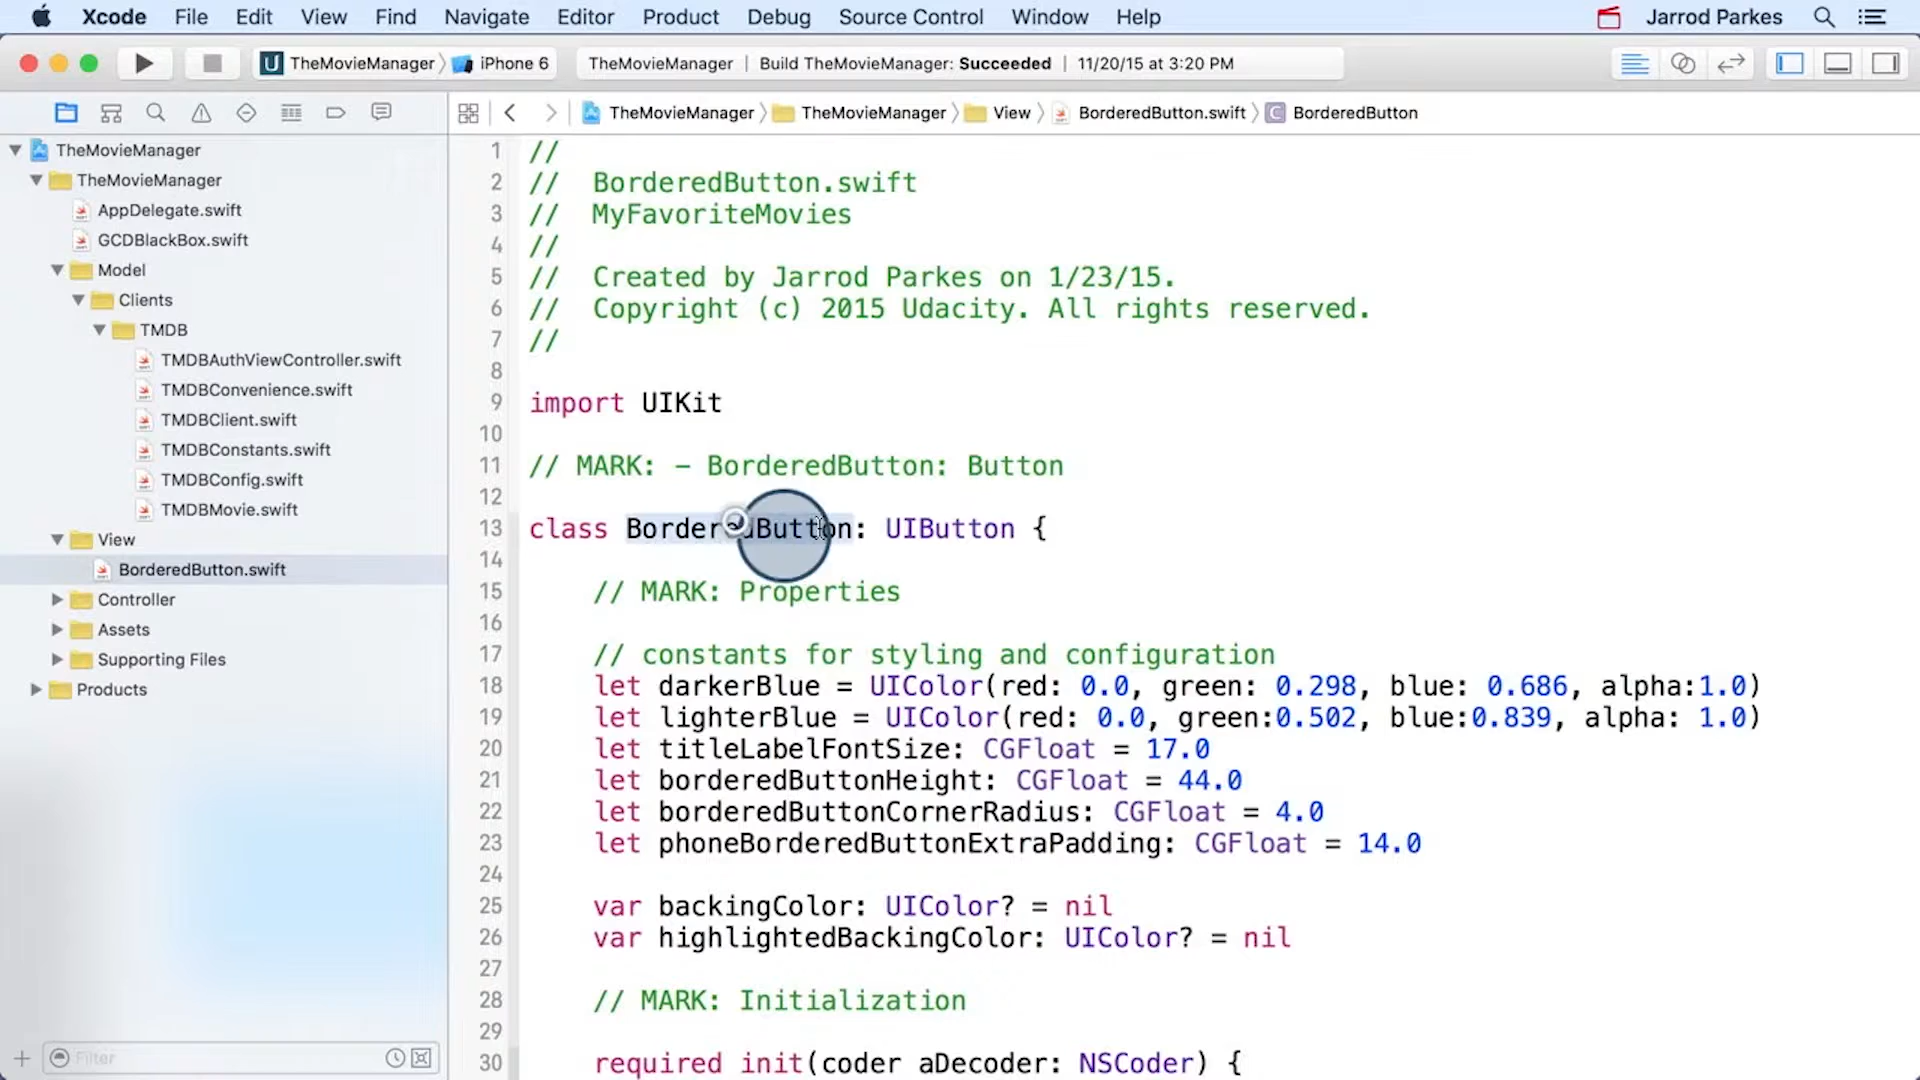 Xcode File Edit View Find Navigate Editor Product Debug Source Control Window Help Jarrod Parkes
TheMovieManager iPhone 6 TheMovieManager | Build TheMovieManager: Succeeded | 11/20/15 at 3:20 PM
TheMovieManager TheMovieManager View BorderedButton.swift C BorderedButton
TheMovieManager
TheMovieManager
AppDelegate.swift
GCDBlackBox.swift
Model
Clients
TMDB
TMDBAuthViewController.swift
TMDBConvenience.swift
TMDBClient.swift
TMDBConstants.swift
TMDBConfig.swift
TMDBMovie.swift
View
BorderedButton.swift
Controller
Assets
Supporting Files
Products
Filter
1 //
2 //  BorderedButton.swift
3 //  MyFavoriteMovies
4 //
5 //  Created by Jarrod Parkes on 1/23/15.
6 //  Copyright (c) 2015 Udacity. All rights reserved.
7 //
8
9 import UIKit
10
11 // MARK: - BorderedButton: Button
12
13 class BorderedButton: UIButton {
14
15     // MARK: Properties
16
17     // constants for styling and configuration
18     let darkerBlue = UIColor(red: 0.0, green: 0.298, blue: 0.686, alpha:1.0)
19     let lighterBlue = UIColor(red: 0.0, green:0.502, blue:0.839, alpha: 1.0)
20     let titleLabelFontSize: CGFloat = 17.0
21     let borderedButtonHeight: CGFloat = 44.0
22     let borderedButtonCornerRadius: CGFloat = 4.0
23     let phoneBorderedButtonExtraPadding: CGFloat = 14.0
24
25     var backingColor: UIColor? = nil
26     var highlightedBackingColor: UIColor? = nil
27
28     // MARK: Initialization
29
30     required init(coder aDecoder: NSCoder) {